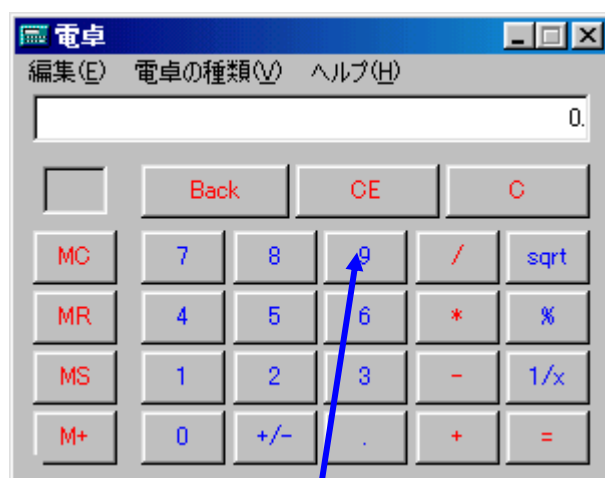 電卓
編集(E) 電卓の種類(V) ヘルプ(H)
0.
Back CE C
MC 7 8 9 / sqrt
MR 4 5 6 * %
MS 1 2 3 - 1/x
M+ 0 +/- . + =